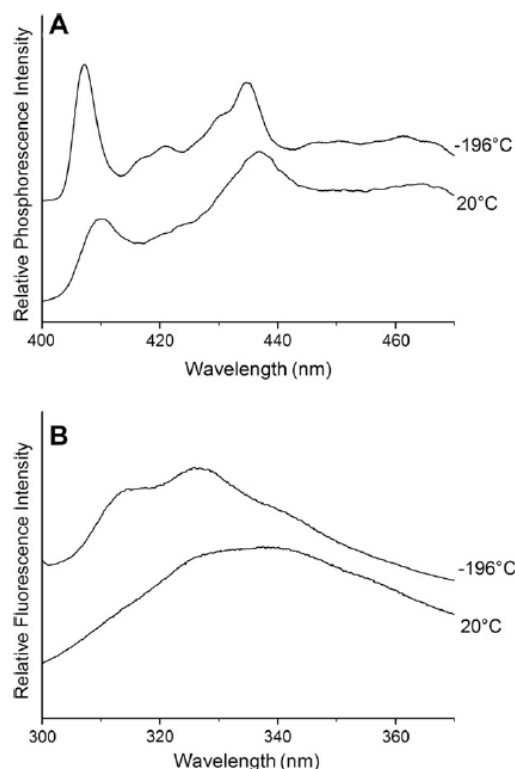 A
Relative Phosphorescence Intensity
-196°C
20°C
400 420 440 460
Wavelength (nm)
B
Relative Fluorescence Intensity
-196°C
20°C
300 320 340 360
Wavelength (nm)